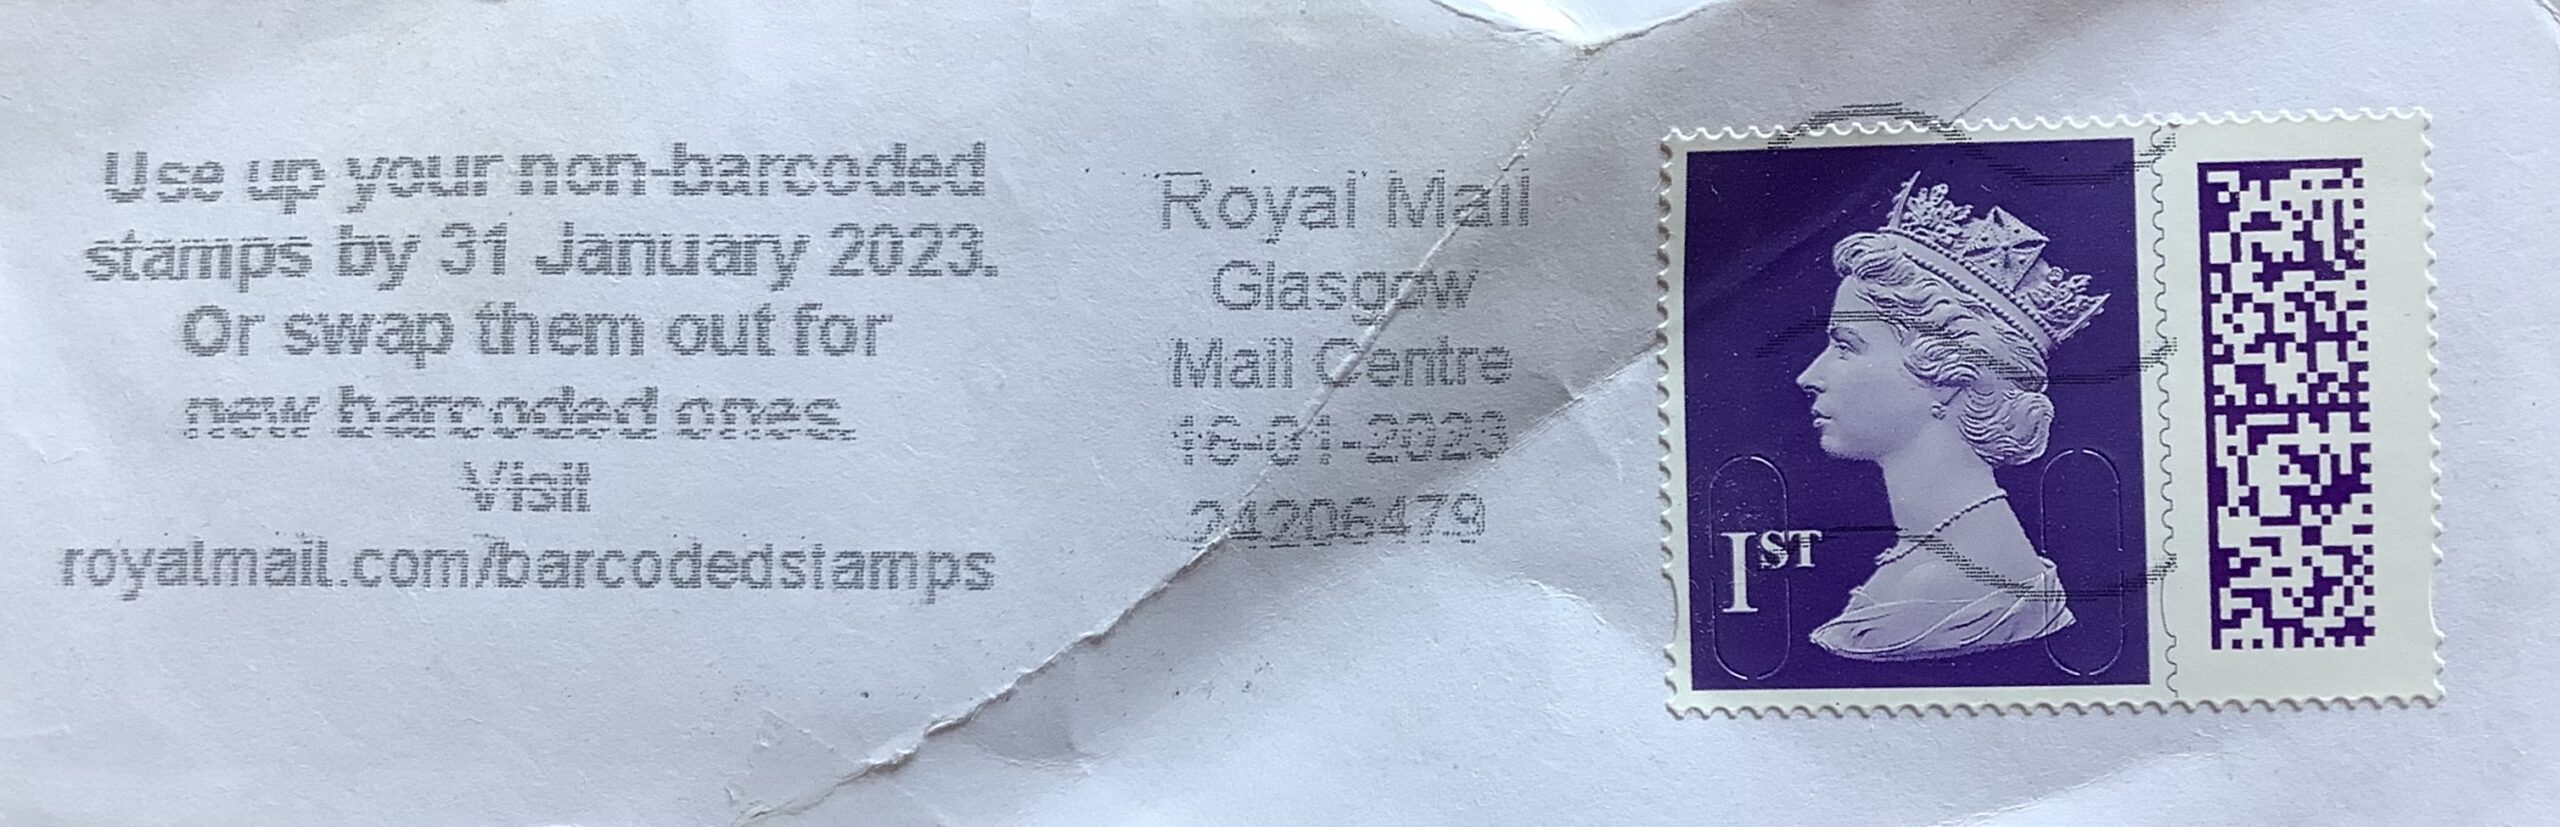 Use up your non-barcoded
stamps by 31 January 2023.
Or swap them out for
new barcoded ones.
Visit
royalmail.com/barcodedstamps
Royal Mail
Glasgow
Mail Centre
16-01-2023
24206479
1ST